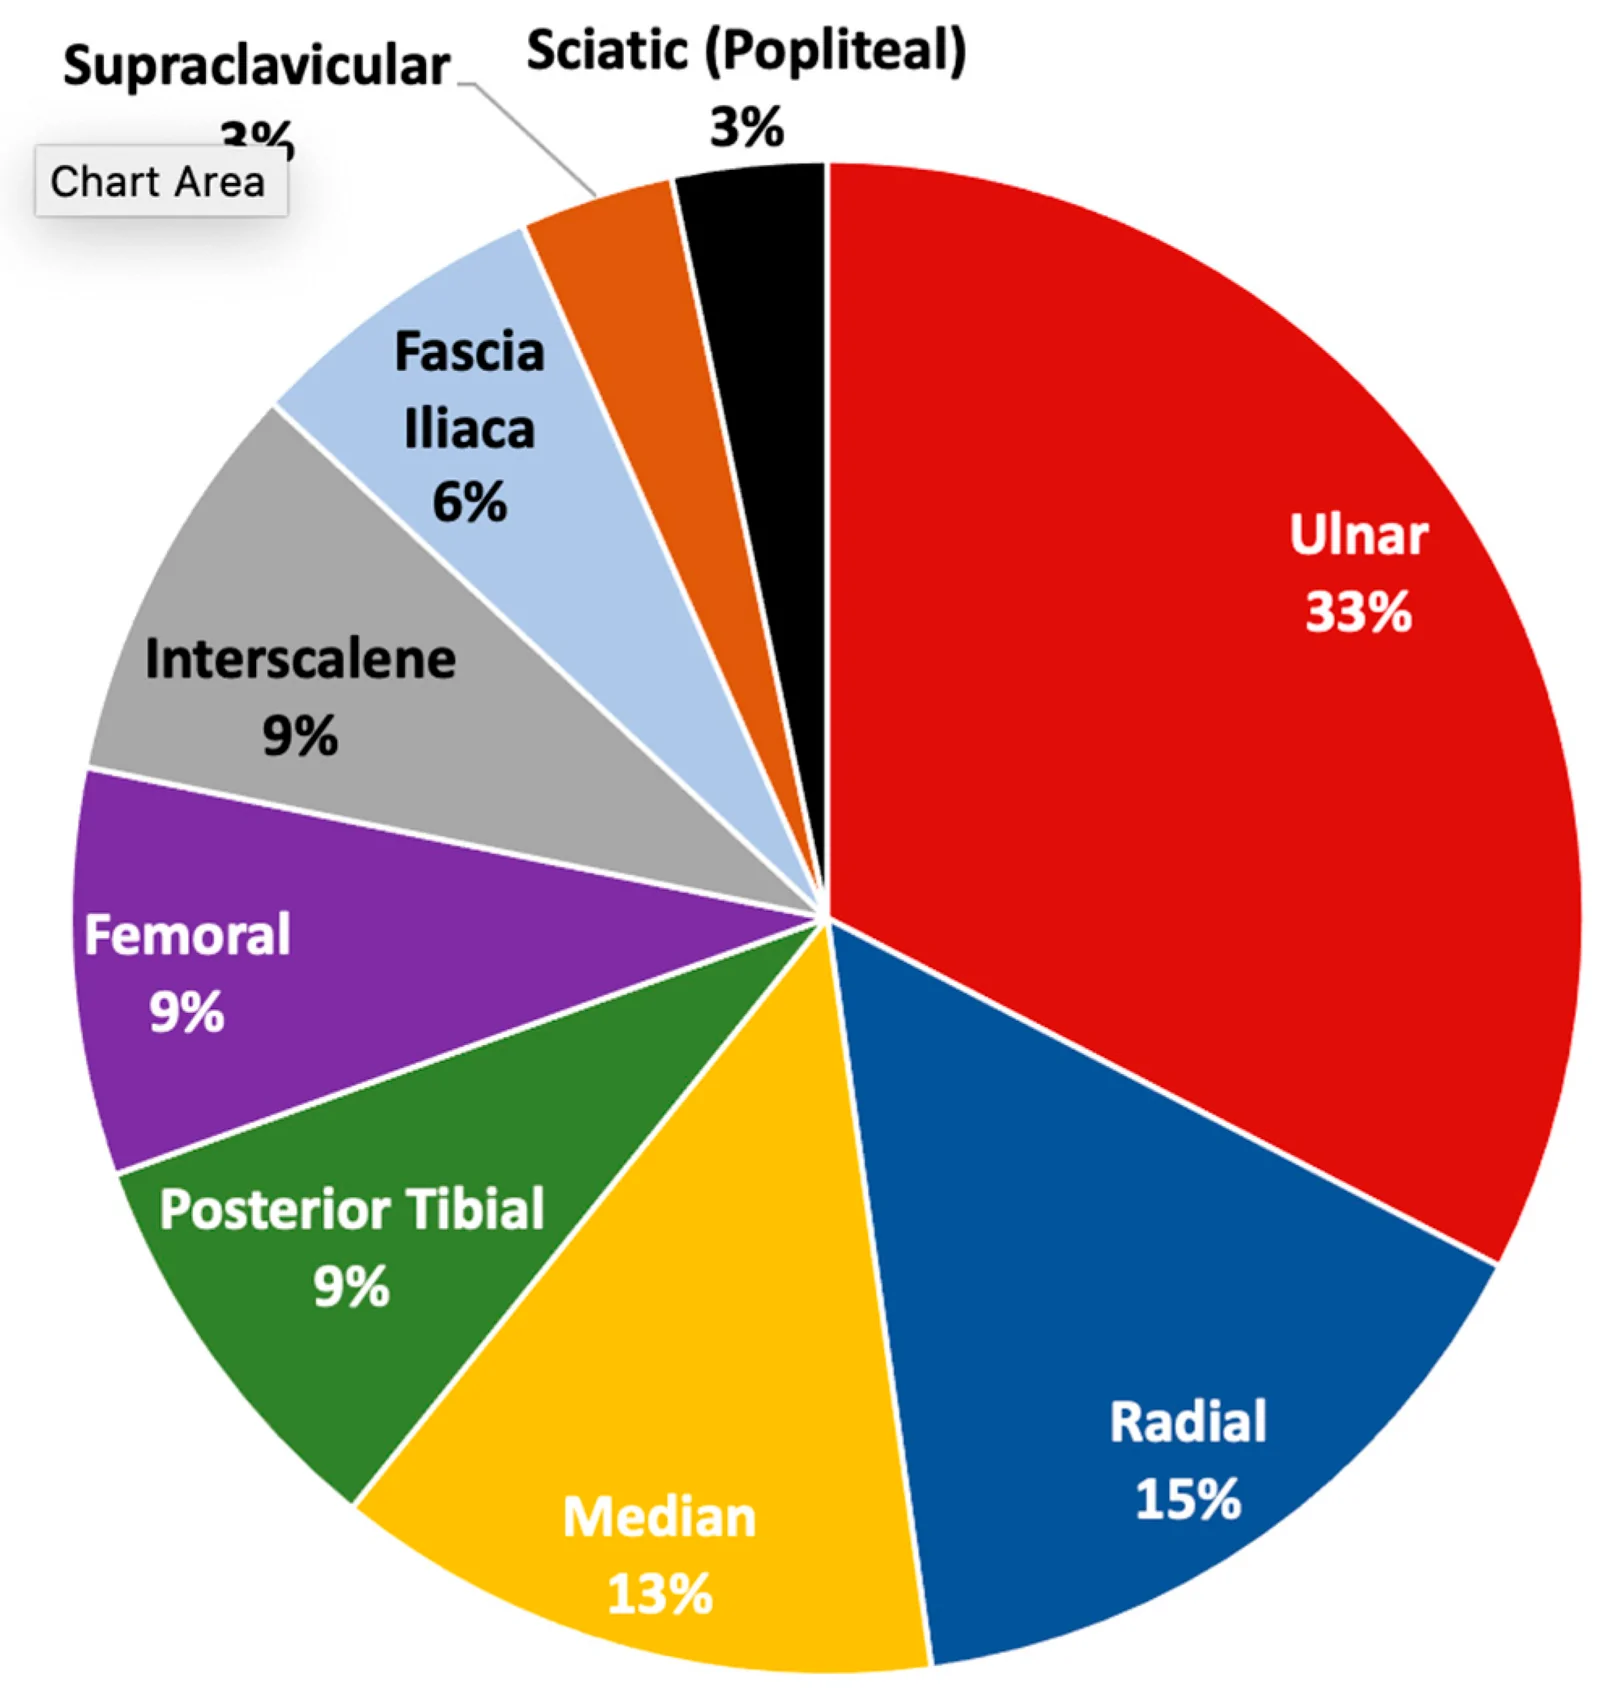 Supraclavicular
3%
Chart Area
Sciatic (Popliteal)
3%
Fascia
Iliaca
6%
Ulnar
33%
Interscalene
9%
Femoral
9%
Posterior Tibial
9%
Radial
15%
Median
13%